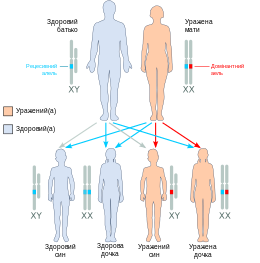 Здоровий
батько
Уражена
мати
Рецесивний
алель
Домінантний
алель
XY
XX
Уражений(а)
Здоровий(а)
XY
XX
XY
XX
Здоровий
син
Здорова
дочка
Уражений
син
Уражена
дочка